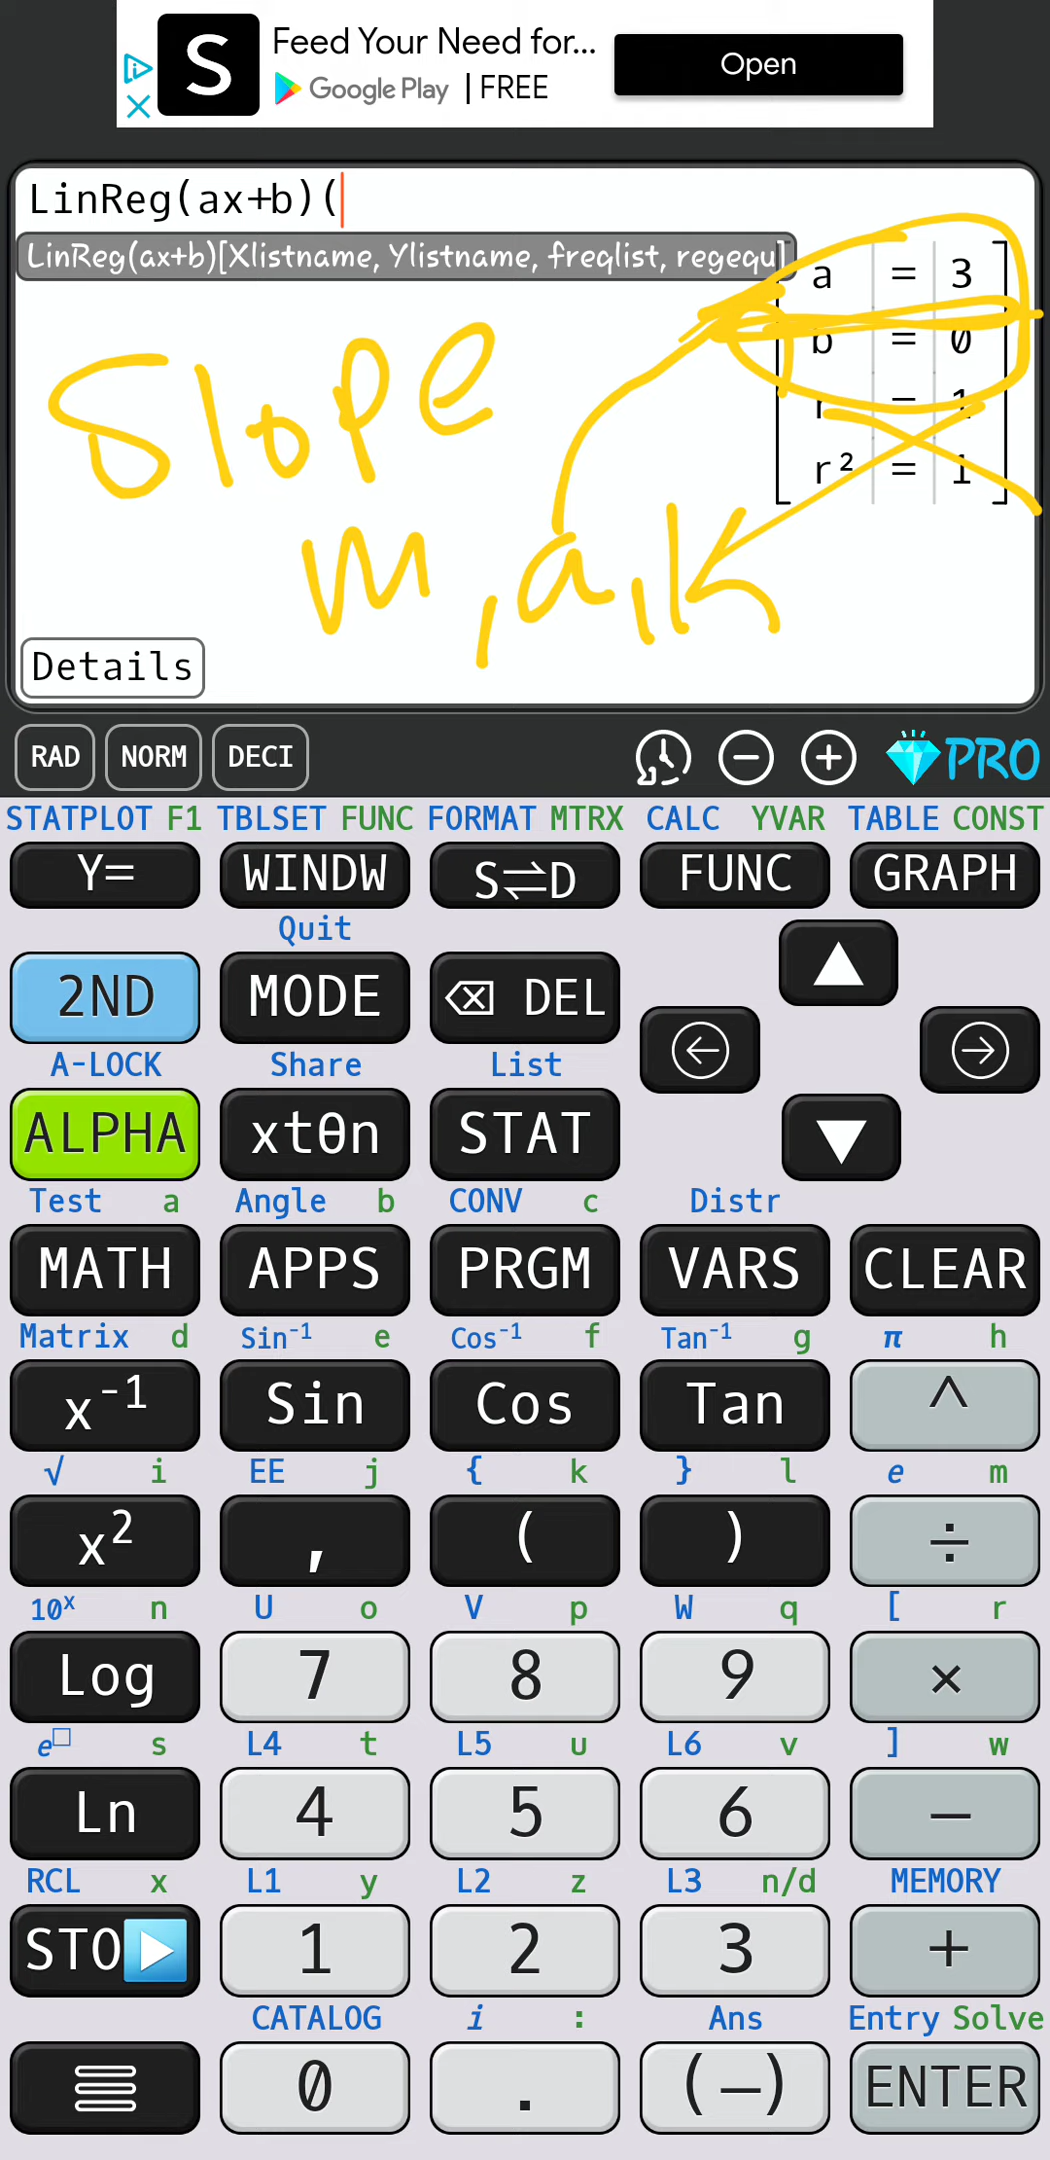 Feed Your Need for...
Google Play | FREE
Open
S
LinReg(ax+b)(
LinReg(ax+b)[Xlistname, Ylistname, freqlist, regequ]
a = 3
b = 0
r = 1
r² = 1
Slope
m, a, K
Details
RAD NORM DECI PRO
STATPLOT F1 TBLSET FUNC FORMAT MTRX CALC YVAR TABLE CONST
Y= WINDW S⇌D FUNC GRAPH
Quit
2ND MODE DEL
A-LOCK Share List
ALPHA xtθn STAT
Test a Angle b CONV c Distr
MATH APPS PRGM VARS CLEAR
Matrix d Sin⁻¹ e Cos⁻¹ f Tan⁻¹ g π h
x⁻¹ Sin Cos Tan ^
√ i EE j { k } l e m
x² , ( ) ÷
10ˣ n U o V p W q [ r
Log 7 8 9 ×
e□ s L4 t L5 u L6 v ] w
Ln 4 5 6 −
RCL x L1 y L2 z L3 n/d MEMORY
STO▶ 1 2 3 +
CATALOG i : Ans Entry Solve
0 . (−) ENTER